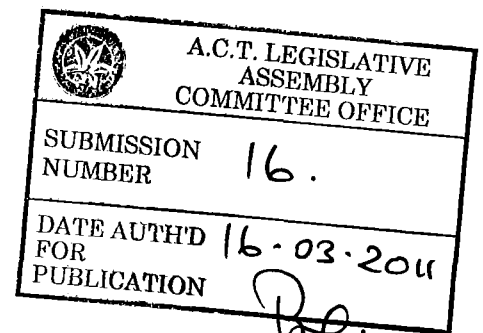 A.C.T. LEGISLATIVE
ASSEMBLY
COMMITTEE OFFICE
SUBMISSION
NUMBER 16.
DATE AUTH'D 16.03.2011
FOR
PUBLICATION